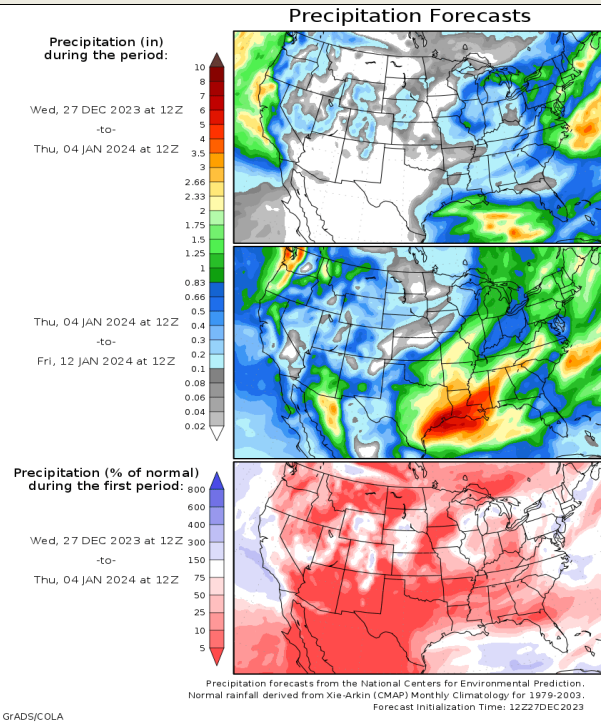 Precipitation Forecasts
Precipitation (in)
during the period:
Wed, 27 DEC 2023 at 12Z
-to-
Thu, 04 JAN 2024 at 12Z
10
8
7
6
5
4
3.5
3
2.66
2.33
2
1.75
1.5
1.25
1
0.83
0.66
0.5
0.4
0.3
0.2
0.1
0.08
0.06
0.04
0.02
Thu, 04 JAN 2024 at 12Z
-to-
Fri, 12 JAN 2024 at 12Z
Precipitation (% of normal)
during the first period:
Wed, 27 DEC 2023 at 12Z
-to-
Thu, 04 JAN 2024 at 12Z
800
600
400
300
150
75
50
25
10
5
Precipitation forecasts from the National Centers for Environmental Prediction.
Normal rainfall derived from Xie-Arkin (CMAP) Monthly Climatology for 1979-2003.
Forecast Initialization Time: 12Z27DEC2023
GrADS/COLA